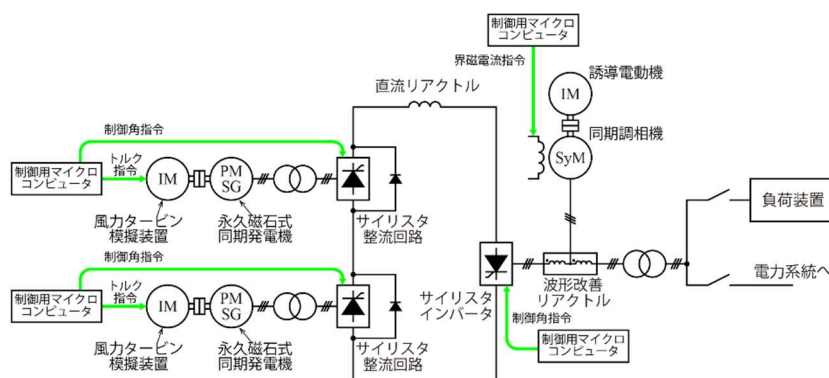 制御用マイクロ
コンピュータ
界磁電流指令
誘導電動機
IM
直流リアクトル
同期調相機
SyM
制御角指令
制御用マイクロ
コンピュータ
トルク
指令
IM
PM
SG
風力タービン
模擬装置
永久磁石式
同期発電機
サイリスタ
整流回路
負荷装置
制御角指令
制御用マイクロ
コンピュータ
トルク
指令
IM
PM
SG
風力タービン
模擬装置
永久磁石式
同期発電機
サイリスタ
整流回路
サイリスタ
インバータ
波形改善
リアクトル
電力系統へ
制御角指令
制御用マイクロ
コンピュータ